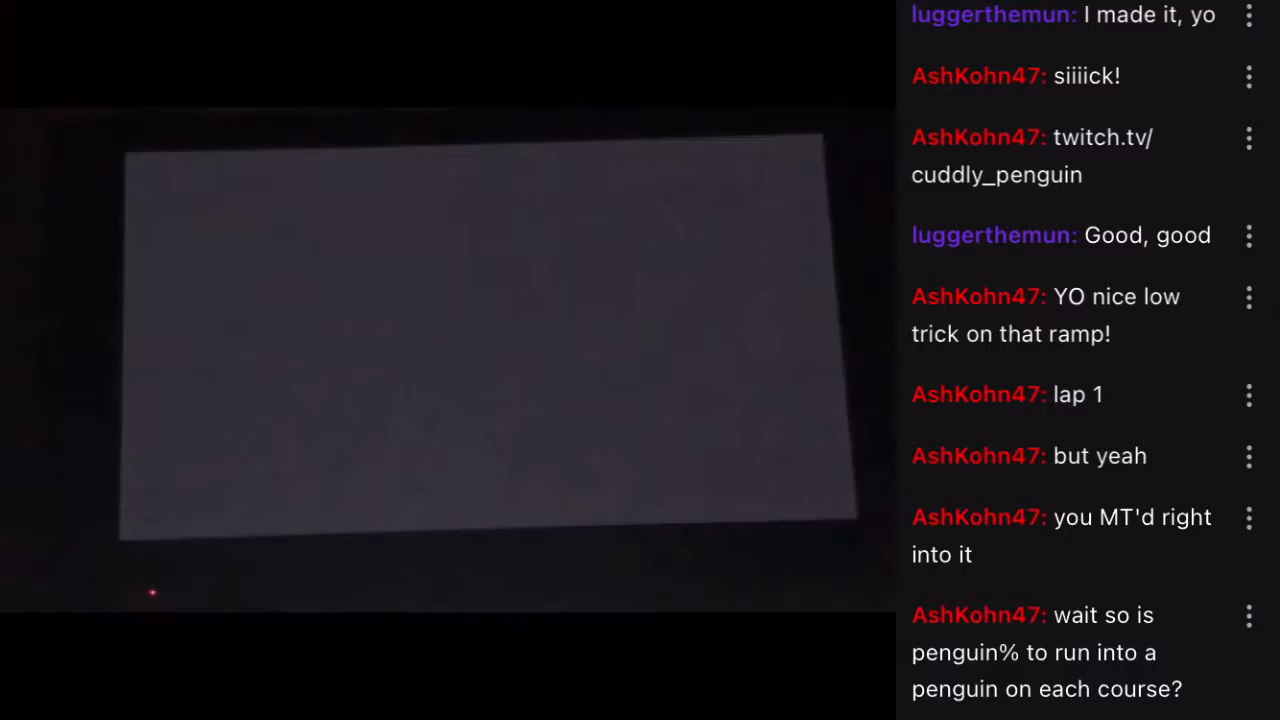 luggerthemun: I made it, yo
AshKohn47: siiiick!
AshKohn47: twitch.tv/
cuddly_penguin
luggerthemun: Good, good
AshKohn47: YO nice low
trick on that ramp!
AshKohn47: lap 1
AshKohn47: but yeah
AshKohn47: you MT'd right
into it
AshKohn47: wait so is
penguin% to run into a
penguin on each course?